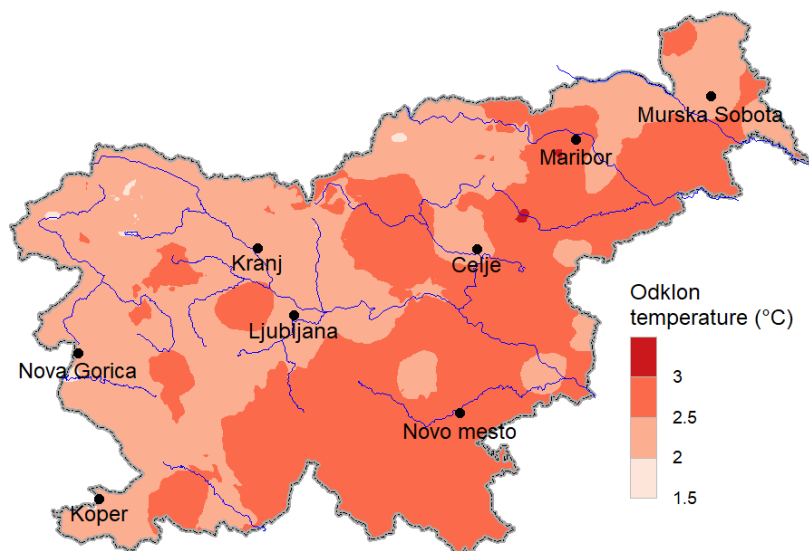 Murska Sobota
Maribor
Kranj
Celje
Ljubljana
Nova Gorica
Novo mesto
Koper
Odklon
temperature (°C)
3
2.5
2
1.5